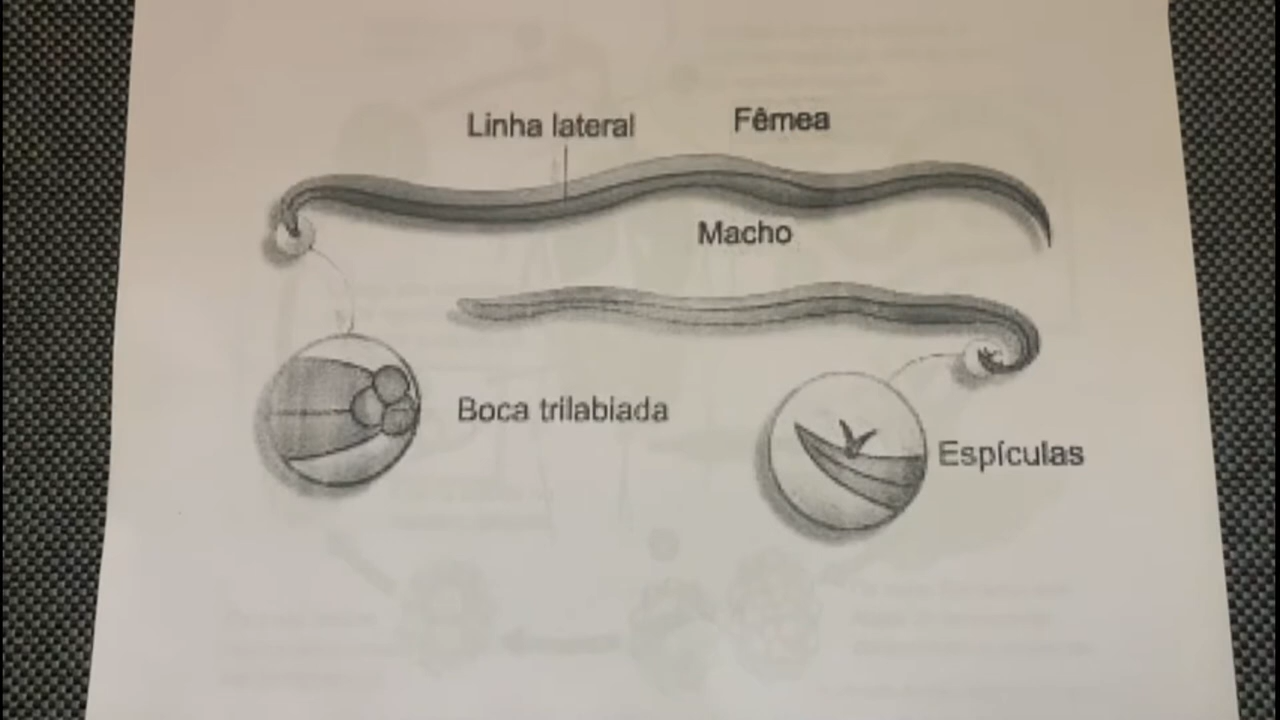 Linha lateral
Fêmea
Macho
Boca trilabiada
Espículas